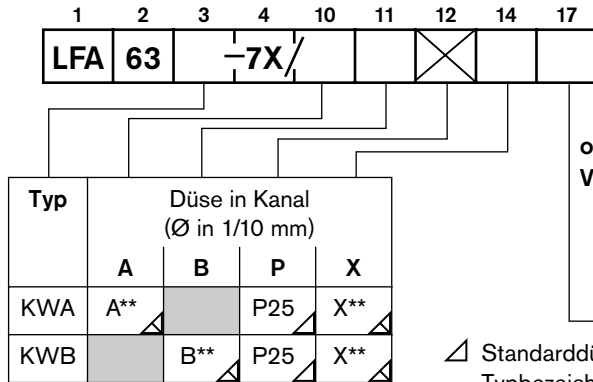 1 2 3 4 10 11 12 14 17
LFA 63 –7X/
o
V
Typ Düse in Kanal
(Ø in 1/10 mm)
A B P X
KWA A** P25 X**
KWB B** P25 X**
Standarddü
Typbezeich